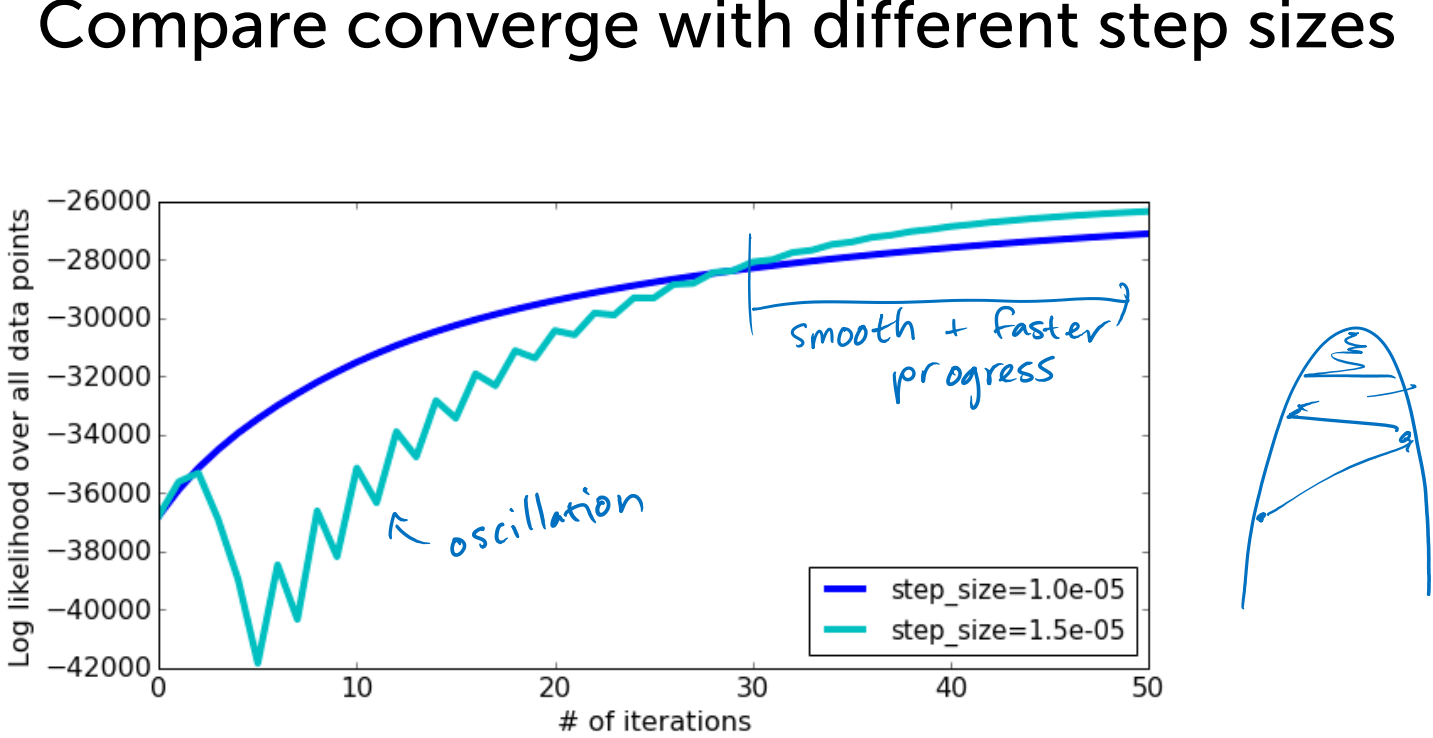 Compare converge with different step sizes
Log likelihood over all data points
−26000
−28000
−30000
−32000
−34000
−36000
−38000
−40000
−42000
smooth + faster
progress
oscillation
step_size=1.0e-05
step_size=1.5e-05
0 10 20 30 40 50
# of iterations